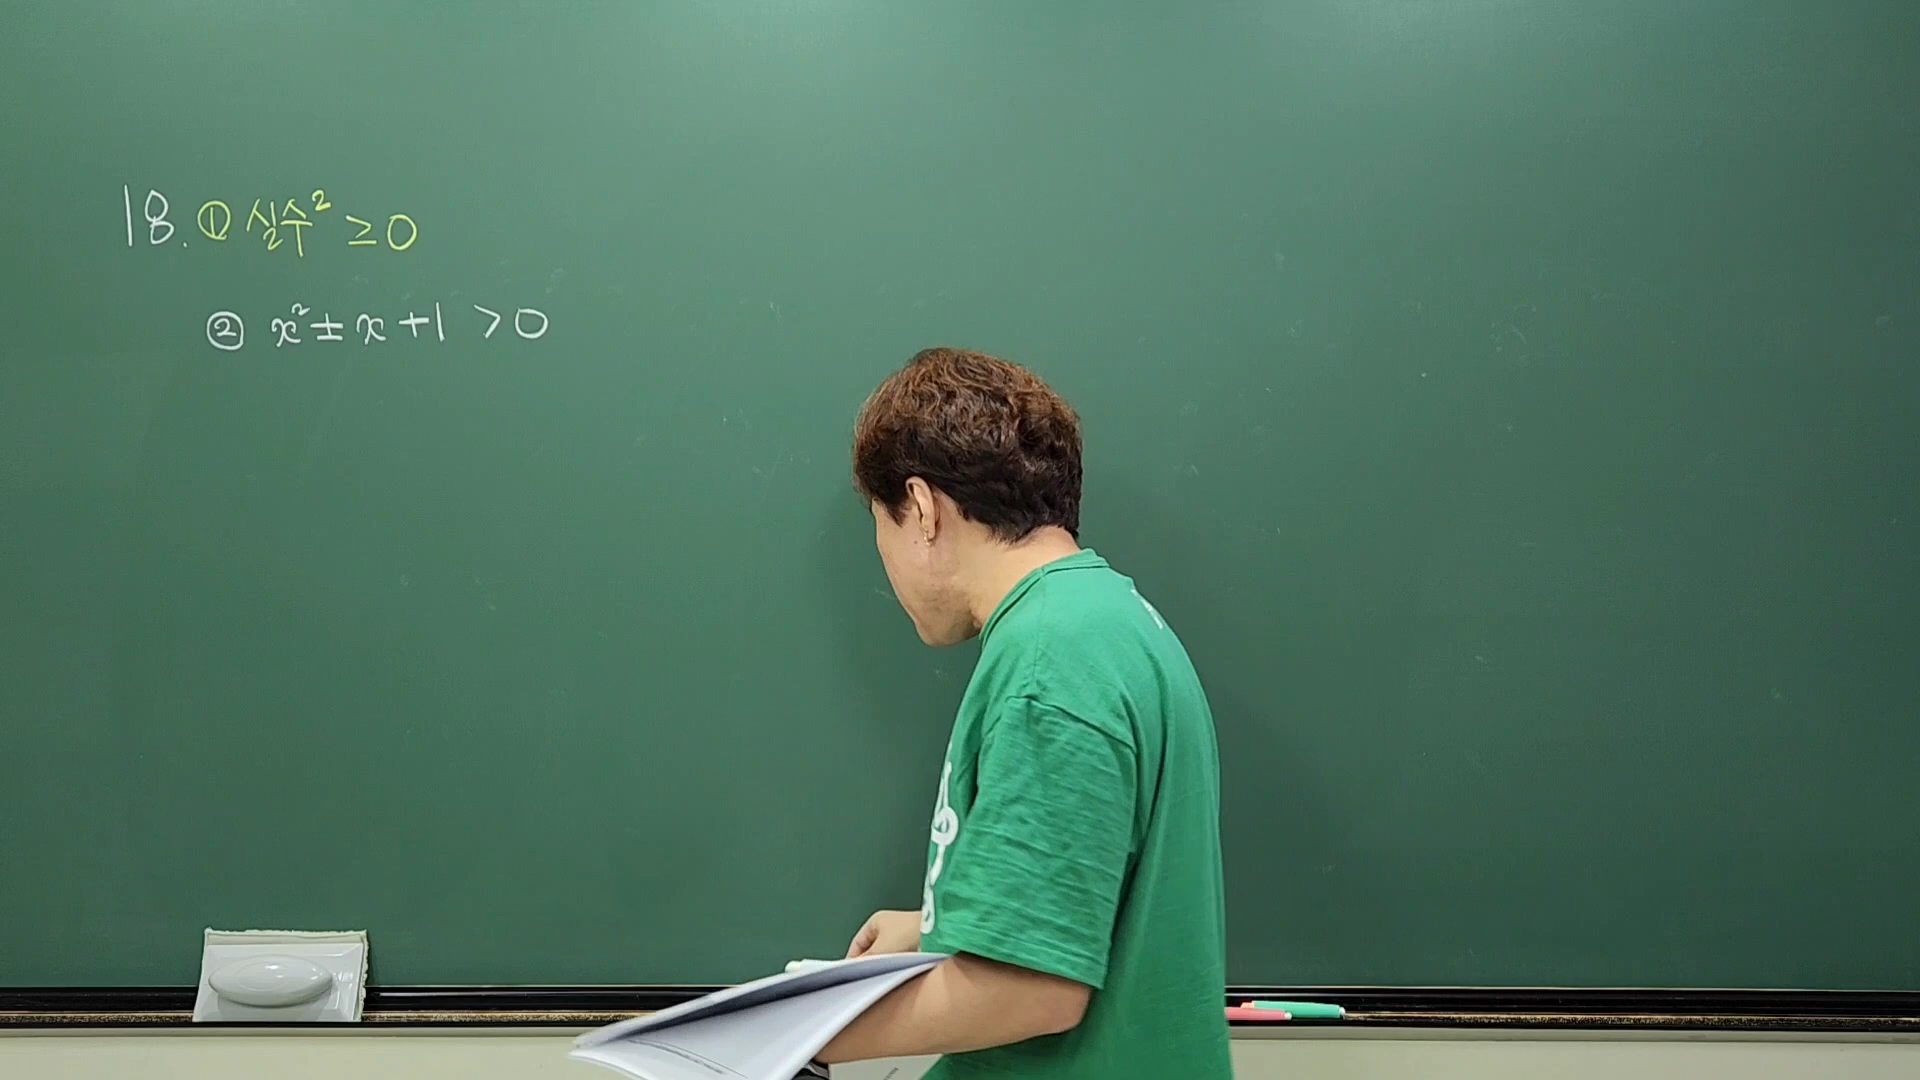 18. ① 실수² ≥ 0
② x² ± x + 1 > 0